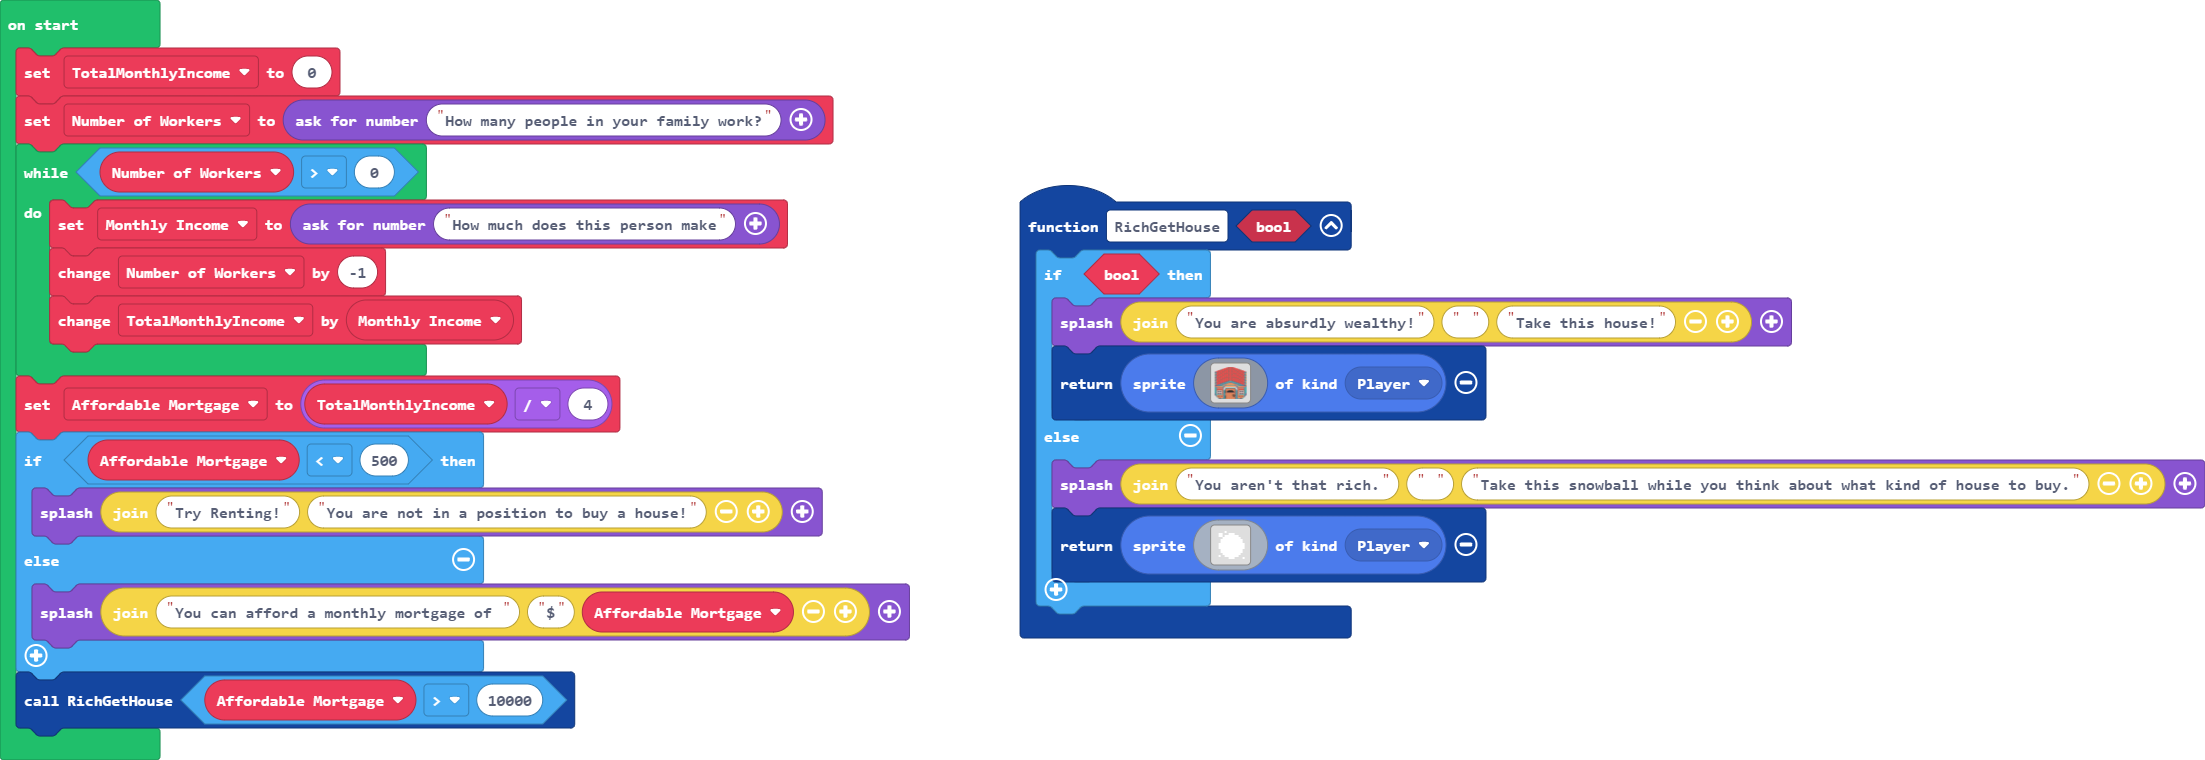 on start
set TotalMonthlyIncome to 0
set Number of Workers to ask for number "How many people in your family work?"
while Number of Workers > 0
do set Monthly Income to ask for number "How much does this person make"
change Number of Workers by -1
change TotalMonthlyIncome by Monthly Income
set Affordable Mortgage to TotalMonthlyIncome / 4
if Affordable Mortgage < 500 then
splash join "Try Renting!" "You are not in a position to buy a house!"
else
splash join "You can afford a monthly mortgage of " "$" Affordable Mortgage
call RichGetHouse Affordable Mortgage > 10000
function RichGetHouse bool
if bool then
splash join "You are absurdly wealthy!" " " "Take this house!"
return sprite of kind Player
else
splash join "You aren't that rich." " " "Take this snowball while you think about what kind of house to buy."
return sprite of kind Player